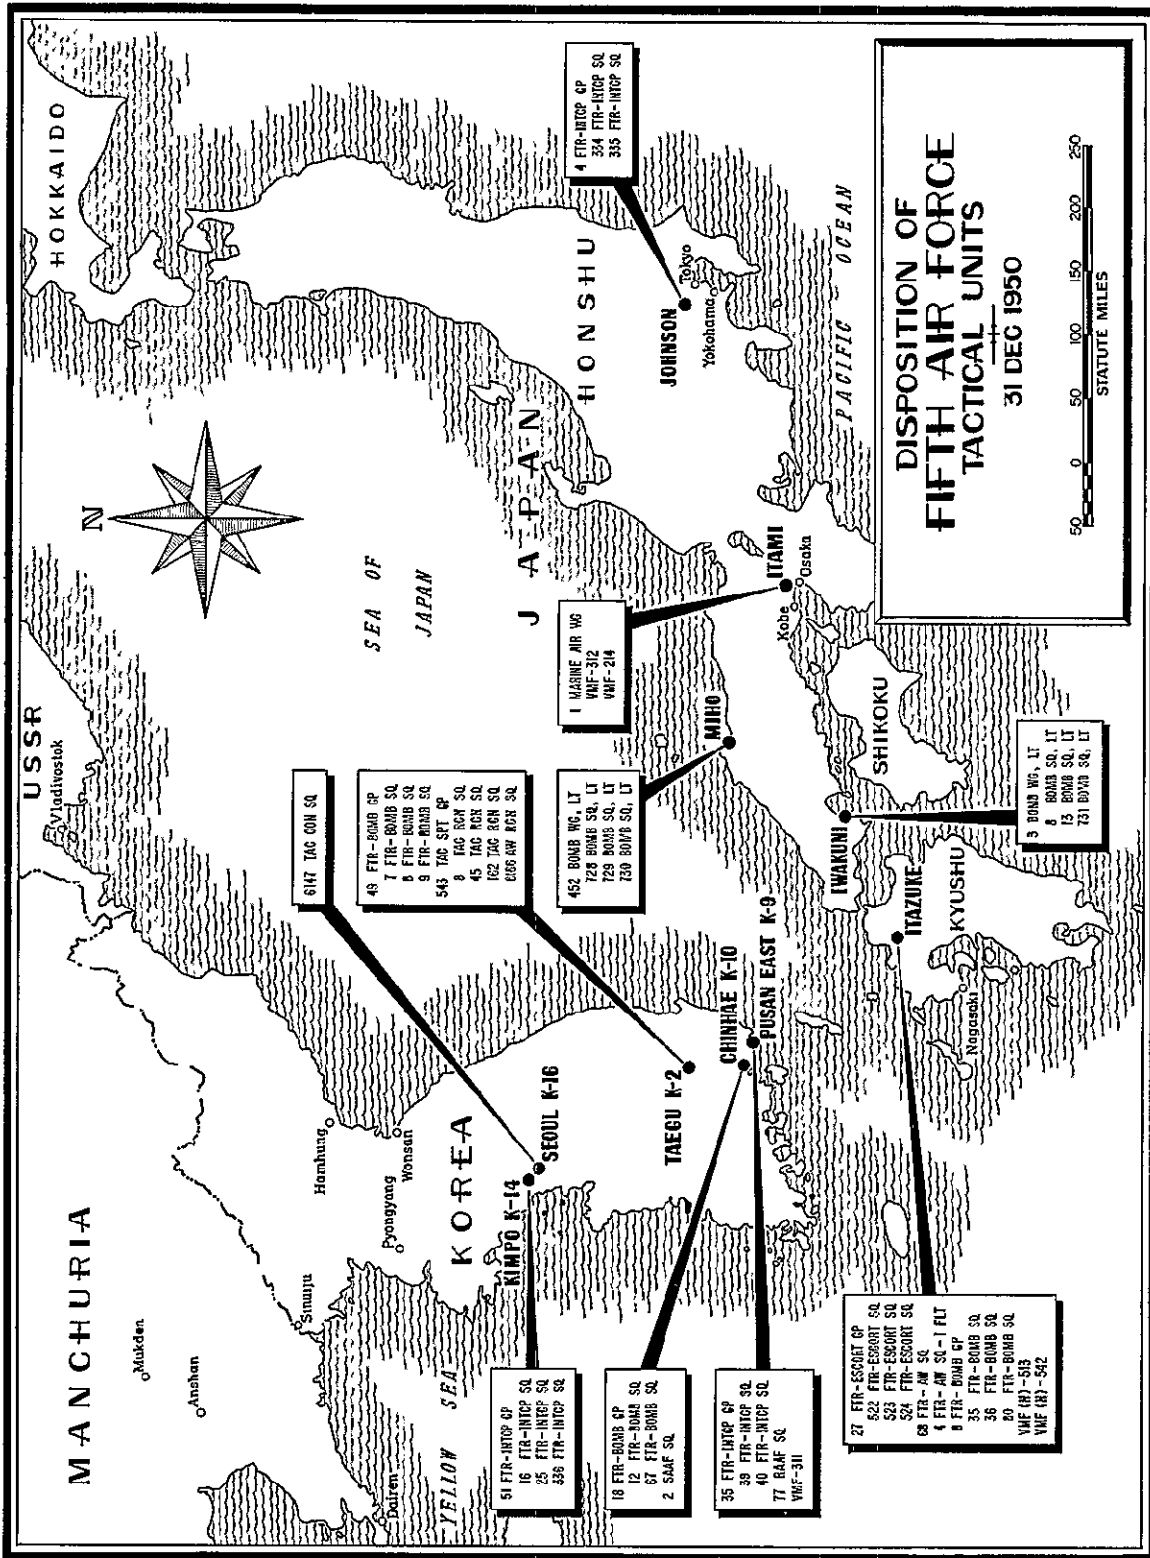 DISPOSITION OF
FIFTH AIR FORCE
TACTICAL UNITS
31 DEC 1950
50 0 50 100 150 200 250
STATUTE MILES
MANCHURIA
Mukden
Anshan
Dairen
Sinuiju
YELLOW SEA
USSR
Vladivostok
N
SEA OF
JAPAN
HOKKAIDO
JAPAN
HONSHU
PACIFIC OCEAN
KOREA
Hamhung
Wonsan
Pyongyang
KIMPO K-14
SEOUL K-16
TAEGU K-2
CHINHAE K-10
PUSAN EAST K-9
ITAZUKE
KYUSHU
Nagasaki
IWAKUNI
SHIKOKU
MIHO
ITAMI
Kobe
Osaka
JOHNSON
Tokyo
Yokohama
51 FTR-INTCP GP
16 FTR-INTCP SQ
25 FTR-INTCP SQ
336 FTR-INTCP SQ
18 FTR-BOMB GP
12 FTR-BOMB SQ
67 FTR-BOMB SQ
2 SAAF SQ
35 FTR-INTCP GP
39 FTR-INTCP SQ
40 FTR-INTCP SQ
77 RAAF SQ
VMF-311
27 FTR-ESCORT GP
522 FTR-ESCORT SQ
523 FTR-ESCORT SQ
524 FTR-ESCORT SQ
68 FTR-AW SQ
4 FTR-AW SQ-1 FLT
8 FTR-BOMB GP
35 FTR-BOMB SQ
36 FTR-BOMB SQ
80 FTR-BOMB SQ
VMF (N)-513
VMF (N)-542
6147 TAC CON SQ
49 FTR-BOMB GP
7 FTR-BOMB SQ
8 FTR-BOMB SQ
9 FTR-BOMB SQ
543 TAC SPT GP
8 TAC RCN SQ
45 TAC RCN SQ
162 TAC RCN SQ
6166 AW RCN SQ
452 BOMB WG, LT
728 BOMB SQ, LT
729 BOMB SQ, LT
730 BOMB SQ, LT
1 MARINE AIR WG
VMF-312
VMF-214
3 BOMB WG, LT
8 BOMB SQ, LT
13 BOMB SQ, LT
731 BOMB SQ, LT
4 FTR-INTCP GP
334 FTR-INTCP SQ
335 FTR-INTCP SQ